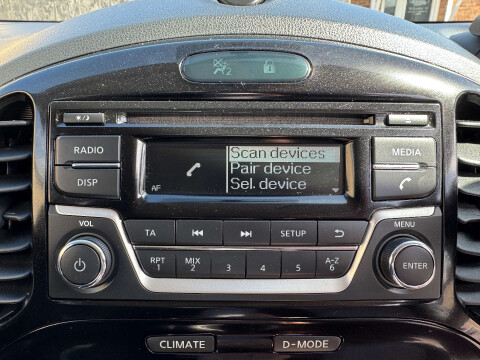 2
RADIO
DISP
Scan devices
Pair device
Sel. device
AF
MEDIA
VOL
TA
SETUP
MENU
RPT
1
MIX
2
3
4
5
A-Z
6
ENTER
CLIMATE
D-MODE